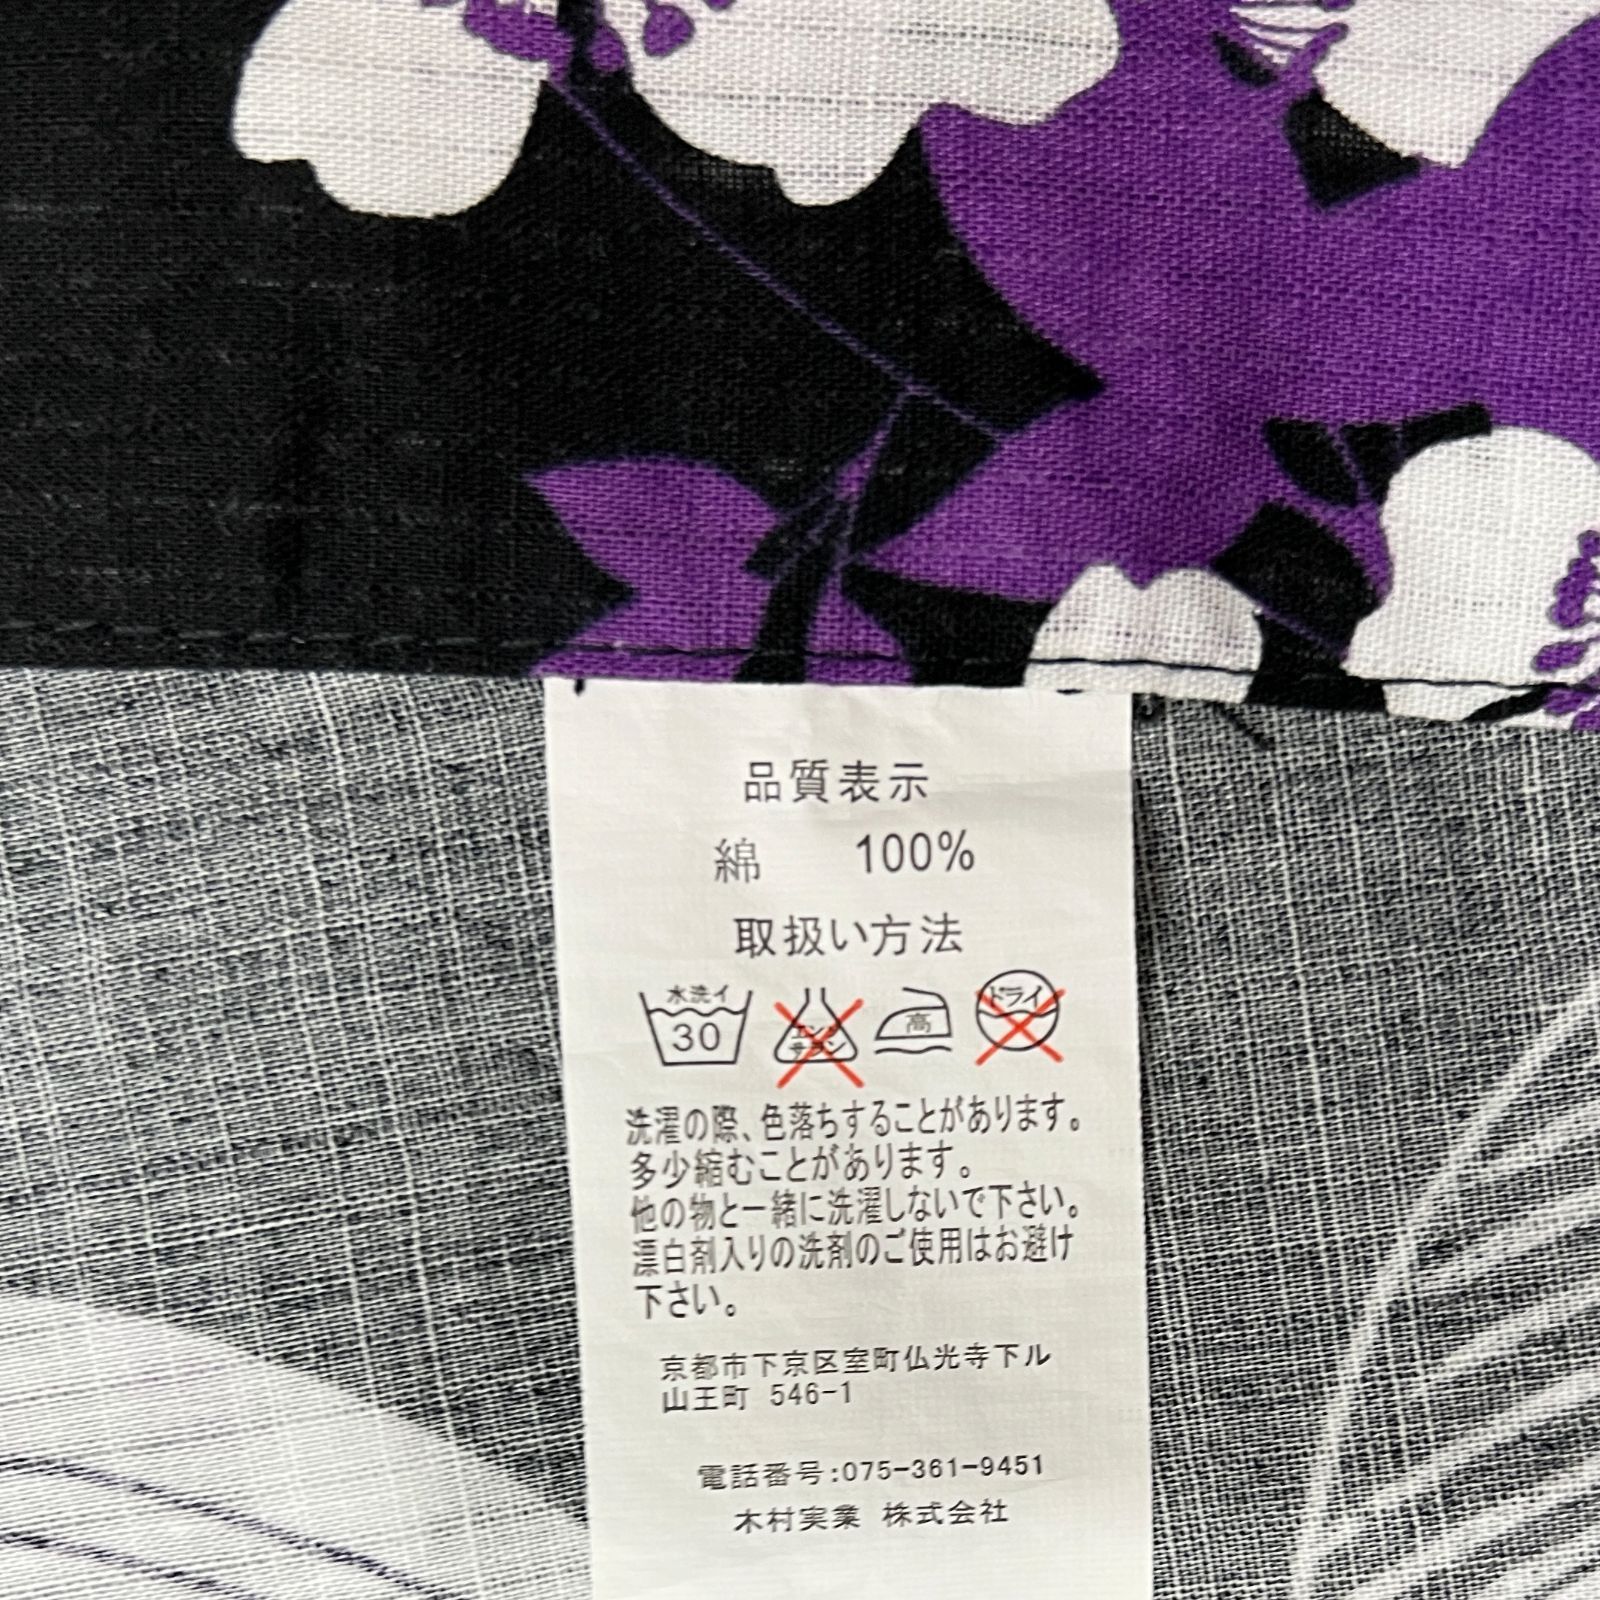 品質表示
綿 100%
取扱い方法
水洗イ
30
エンソ
サラシ
高
ドライ
洗濯の際、色落ちすることがあります。
多少縮むことがあります。
他の物と一緒に洗濯しないで下さい。
漂白剤入りの洗剤のご使用はお避け
下さい。
京都市下京区室町仏光寺下ル
山王町 546-1
電話番号:075-361-9451
木村実業 株式会社